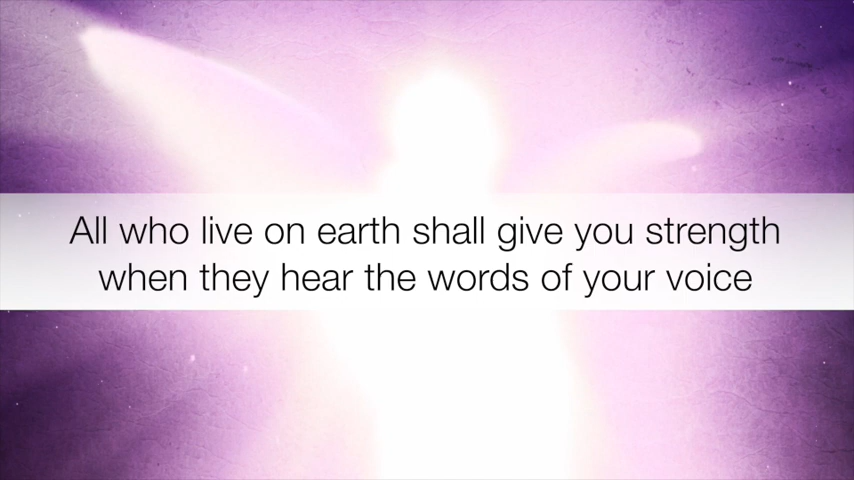 All who live on earth shall give you strength
when they hear the words of your voice